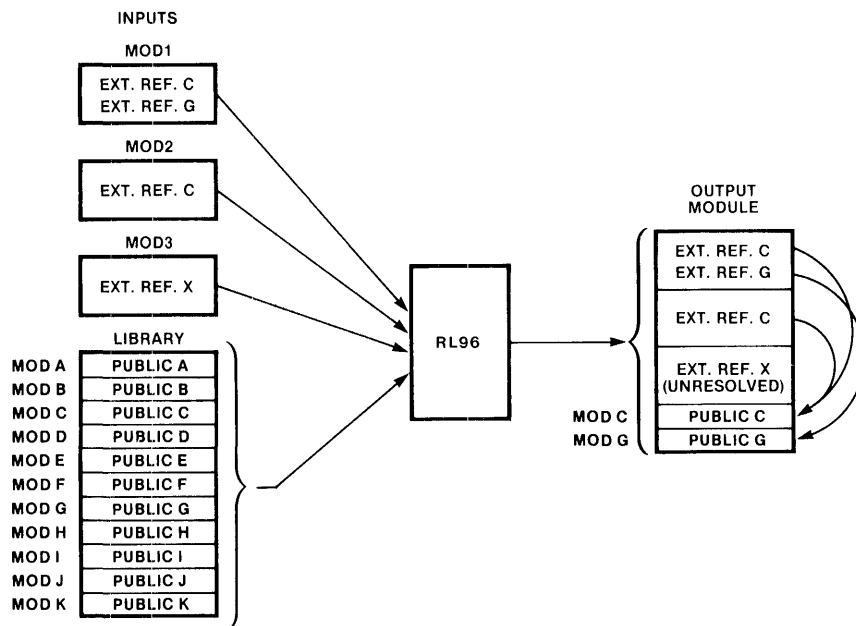 INPUTS
MOD1
EXT. REF. C
EXT. REF. G
MOD2
EXT. REF. C
MOD3
EXT. REF. X
LIBRARY
MOD A PUBLIC A
MOD B PUBLIC B
MOD C PUBLIC C
MOD D PUBLIC D
MOD E PUBLIC E
MOD F PUBLIC F
MOD G PUBLIC G
MOD H PUBLIC H
MOD I PUBLIC I
MOD J PUBLIC J
MOD K PUBLIC K
RL96
OUTPUT
MODULE
EXT. REF. C
EXT. REF. G
EXT. REF. C
EXT. REF. X
(UNRESOLVED)
MOD C PUBLIC C
MOD G PUBLIC G